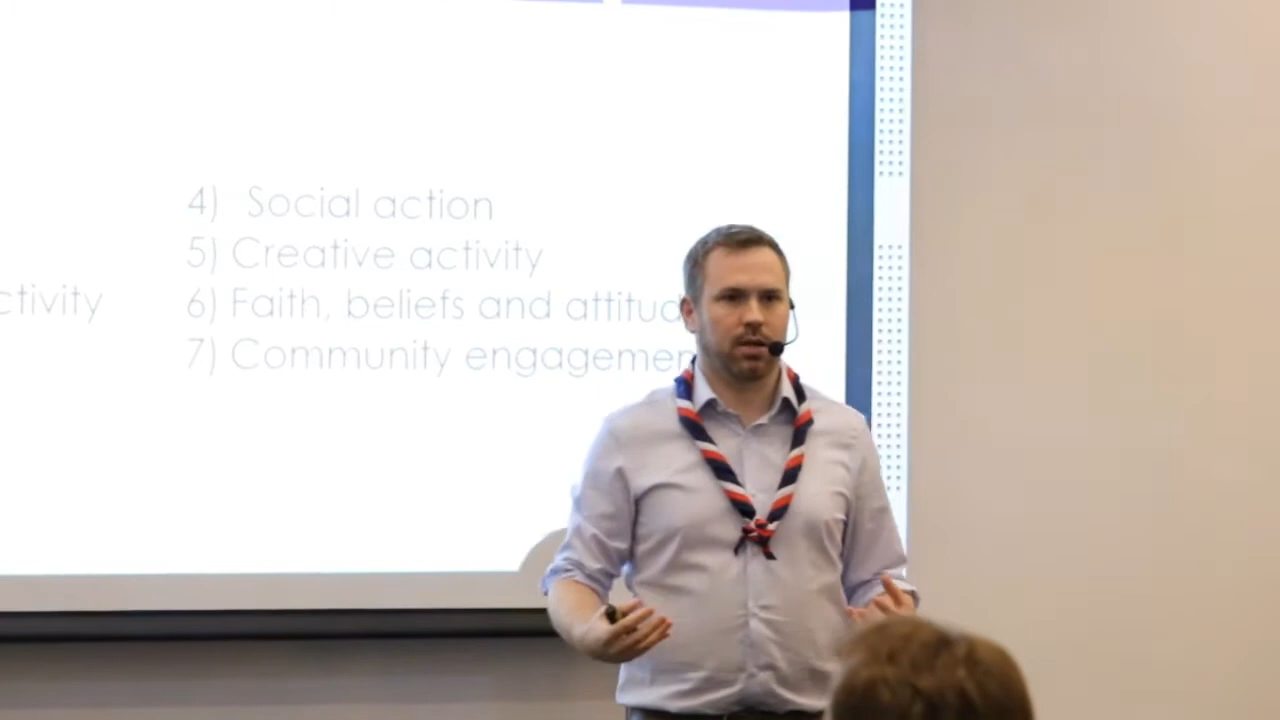 ctivity
4) Social action
5) Creative activity
6) Faith, beliefs and attitud
7) Community engagemen